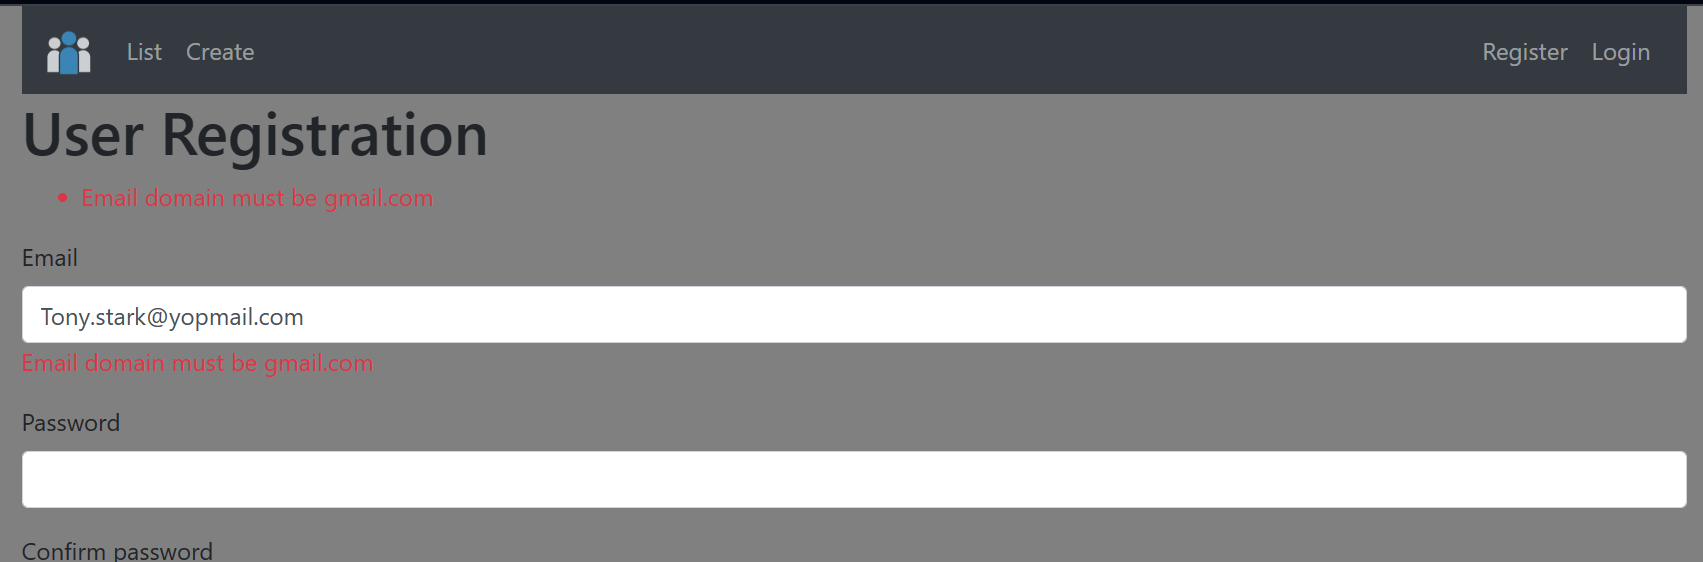 List Create Register Login
User Registration
Email domain must be gmail.com
Email
Tony.stark@yopmail.com
Email domain must be gmail.com
Password
Confirm password